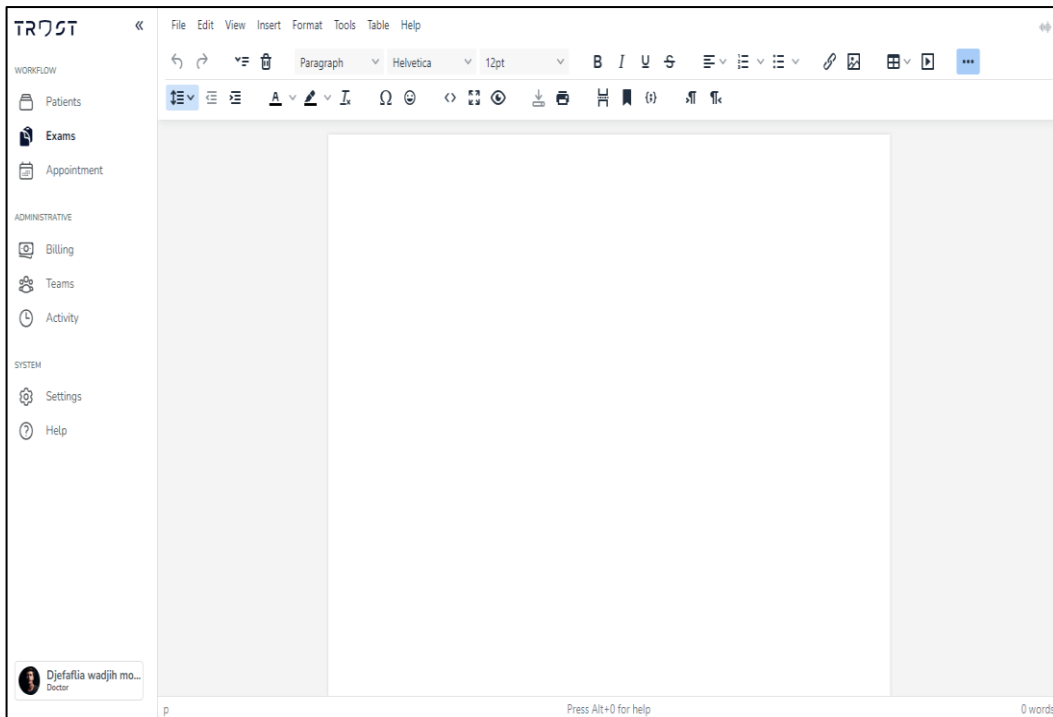 TRUST
WORKFLOW
Patients
Exams
Appointment
ADMINISTRATIVE
Billing
Teams
Activity
SYSTEM
Settings
Help
Djefaflia wadjih mo...
Doctor
File Edit View Insert Format Tools Table Help
Paragraph Helvetica 12pt
p Press Alt+0 for help 0 words